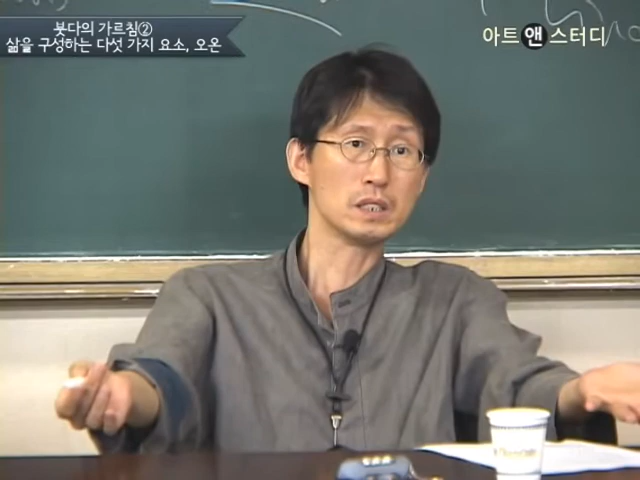 붓다의 가르침②
삶을 구성하는 다섯 가지 요소, 오온
아트앤스터디